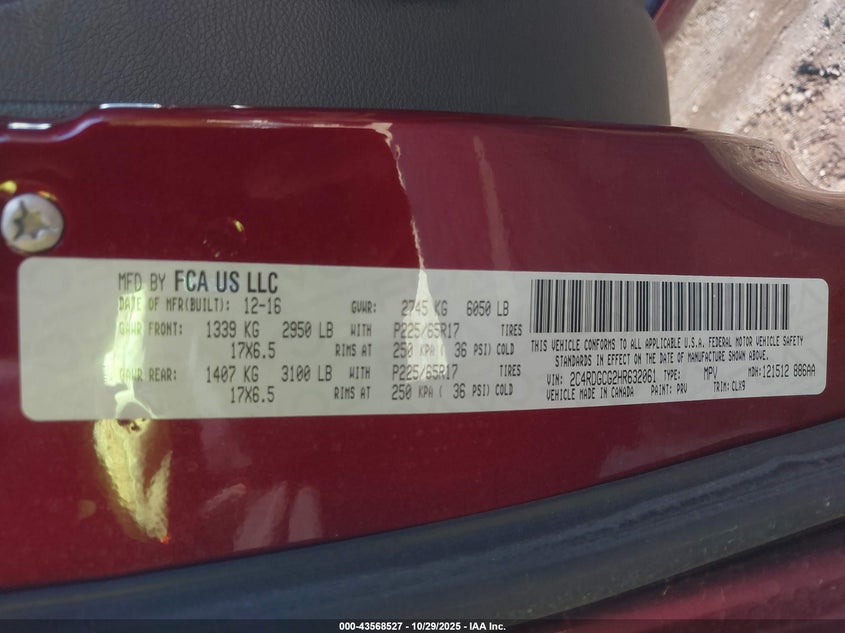 MFD BY FCA US LLC
DATE OF MFR(BUILT): 12-16 GVWR: 2745 KG 6050 LB
GAWR FRONT: 1339 KG 2950 LB WITH P225/65R17 TIRES
17X6.5 RIMS AT 250 KPA ( 36 PSI) COLD
GAWR REAR: 1407 KG 3100 LB WITH P225/65R17 TIRES
17X6.5 RIMS AT 250 KPA ( 36 PSI) COLD
THIS VEHICLE CONFORMS TO ALL APPLICABLE U.S.A. FEDERAL MOTOR VEHICLE SAFETY
STANDARDS IN EFFECT ON THE DATE OF MANUFACTURE SHOWN ABOVE.
VIN: 2C4RDGCG2HR632061 TYPE: MPV MDH: 121512 886AA
VEHICLE MADE IN CANADA PAINT: PRV TRIM: CLX9
000-43568527 | 10/29/2025 - IAA Inc.